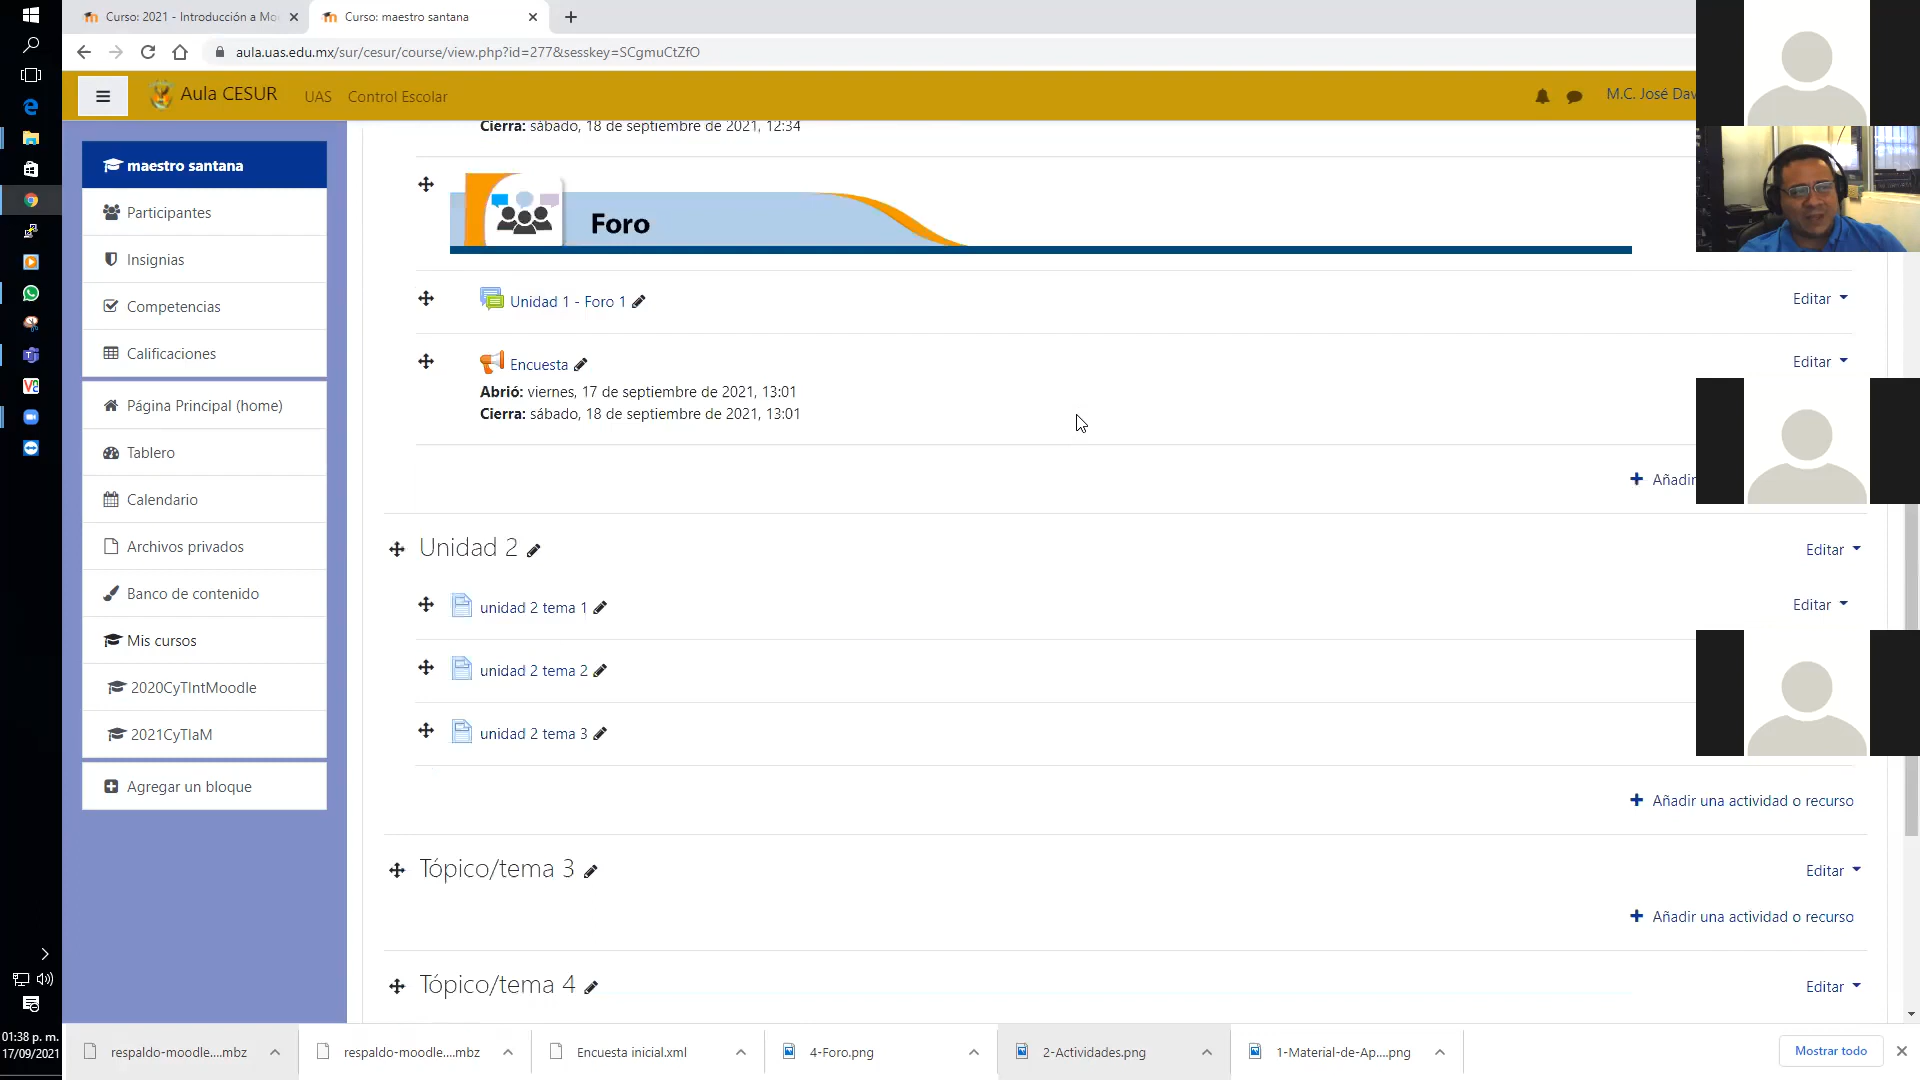 Curso: 2021 - Introducción a Mo
Curso: maestro santana
aula.uas.edu.mx/sur/cesur/course/view.php?id=277&sesskey=SCgmuCtZfO
Aula CESUR
UAS
Control Escolar
M.C. José Dav
maestro santana
Participantes
Insignias
Competencias
Calificaciones
Página Principal (home)
Tablero
Calendario
Archivos privados
Banco de contenido
Mis cursos
2020CyTIntMoodle
2021CyTIaM
Agregar un bloque
Cierra: sábado, 18 de septiembre de 2021, 12:34
Foro
Unidad 1 - Foro 1
Editar
Encuesta
Editar
Abrió: viernes, 17 de septiembre de 2021, 13:01
Cierra: sábado, 18 de septiembre de 2021, 13:01
Añadir
Unidad 2
Editar
unidad 2 tema 1
Editar
unidad 2 tema 2
unidad 2 tema 3
Añadir una actividad o recurso
Tópico/tema 3
Editar
Añadir una actividad o recurso
Tópico/tema 4
Editar
01:38 p. m.
17/09/2021
respaldo-moodle....mbz
respaldo-moodle....mbz
Encuesta inicial.xml
4-Foro.png
2-Actividades.png
1-Material-de-Ap....png
Mostrar todo